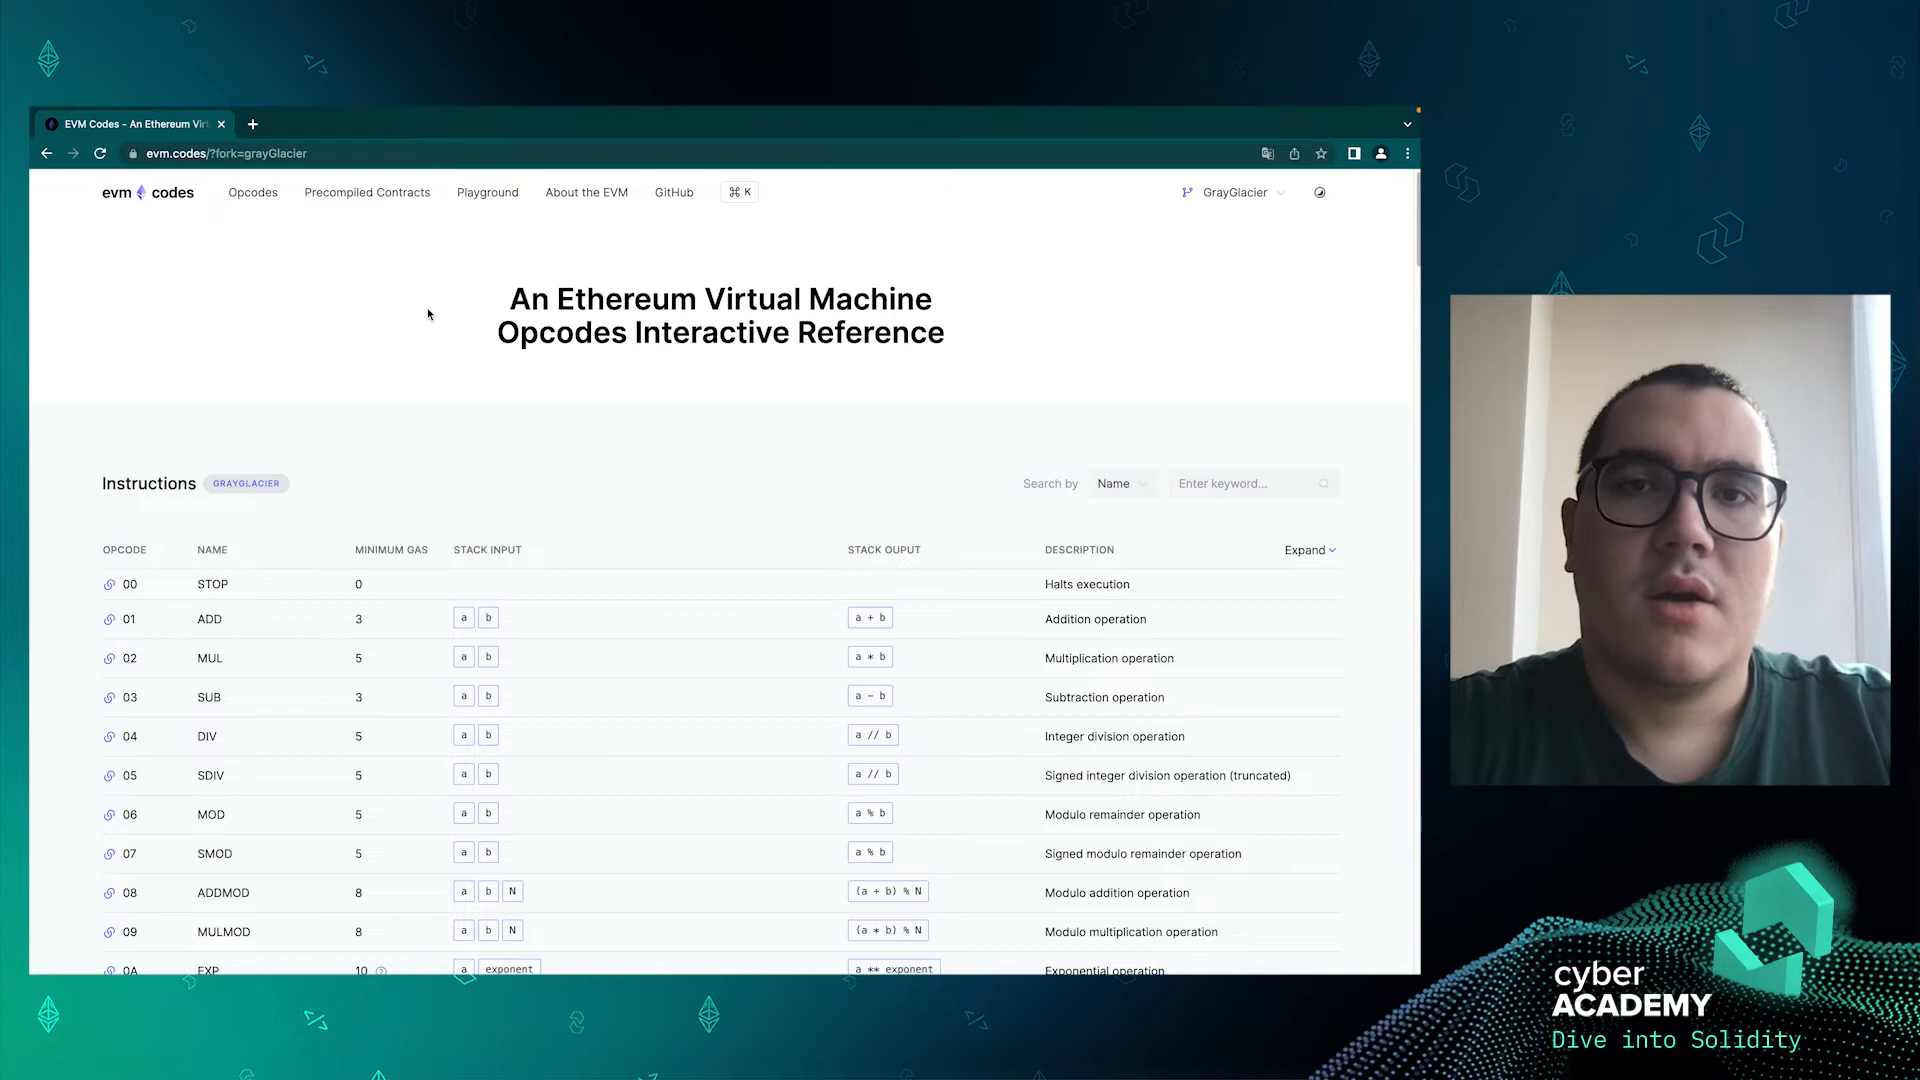 EVM Codes - An Ethereum Virt
evm.codes/?fork=grayGlacier
evm codes
Opcodes
Precompiled Contracts
Playground
About the EVM
GitHub
⌘ K
GrayGlacier
An Ethereum Virtual Machine
Opcodes Interactive Reference
Instructions
GRAYGLACIER
Search by
Name
Enter keyword...
OPCODE NAME MINIMUM GAS STACK INPUT STACK OUPUT DESCRIPTION Expand
00 STOP 0 Halts execution
01 ADD 3 a b a + b Addition operation
02 MUL 5 a b a * b Multiplication operation
03 SUB 3 a b a - b Subtraction operation
04 DIV 5 a b a // b Integer division operation
05 SDIV 5 a b a // b Signed integer division operation (truncated)
06 MOD 5 a b a % b Modulo remainder operation
07 SMOD 5 a b a % b Signed modulo remainder operation
08 ADDMOD 8 a b N (a + b) % N Modulo addition operation
09 MULMOD 8 a b N (a * b) % N Modulo multiplication operation
0A EXP 10 a exponent a ** exponent Exponential operation
cyber
ACADEMY
Dive into Solidity